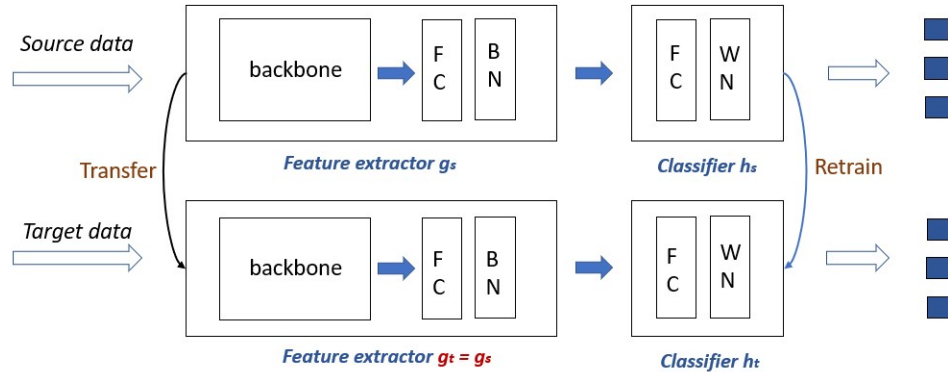 Source data
backbone
F
C
B
N
F
C
W
N
Feature extractor gs
Classifier hs
Transfer
Retrain
Target data
backbone
F
C
B
N
F
C
W
N
Feature extractor gt = gs
Classifier ht